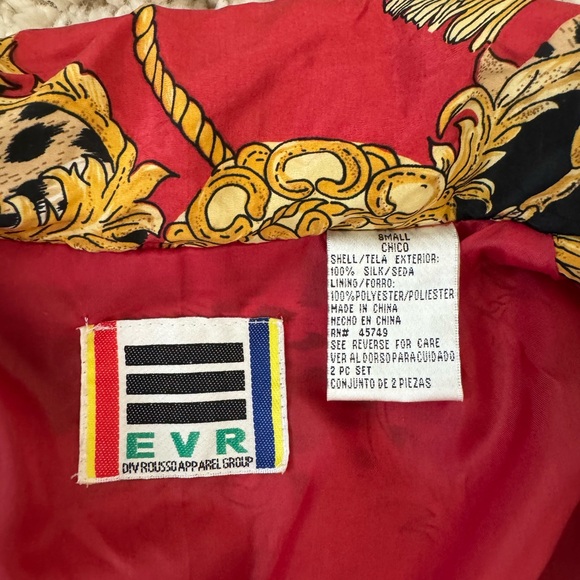 SMALL
CHICO
SHELL/TELA EXTERIOR:
100% SILK/SEDA
LINING/FORRO:
100%POLYESTER/POLIESTER
MADE IN CHINA
HECHO EN CHINA
RN# 45749
SEE REVERSE FOR CARE
VER AL DORSO PARA CUIDADO
2 PC SET
CONJUNTO DE 2 PIEZAS
EVR
DIV ROUSSO APPAREL GROUP